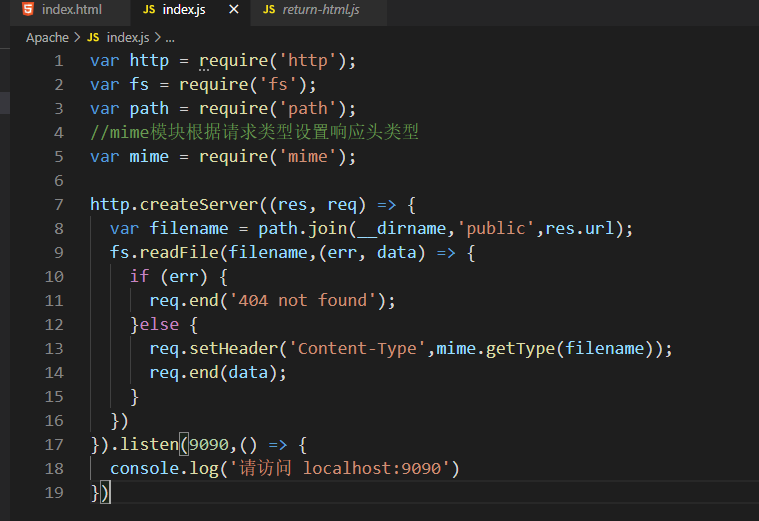 index.html JS index.js × JS return-html.js
Apache > JS index.js > ...
1 var http = require('http');
2 var fs = require('fs');
3 var path = require('path');
4 //mime模块根据请求类型设置响应头类型
5 var mime = require('mime');
6
7 http.createServer((res, req) => {
8 var filename = path.join(__dirname,'public',res.url);
9 fs.readFile(filename,(err, data) => {
10 if (err) {
11 req.end('404 not found');
12 }else {
13 req.setHeader('Content-Type',mime.getType(filename));
14 req.end(data);
15 }
16 })
17 }).listen(9090,() => {
18 console.log('请访问 localhost:9090')
19 })